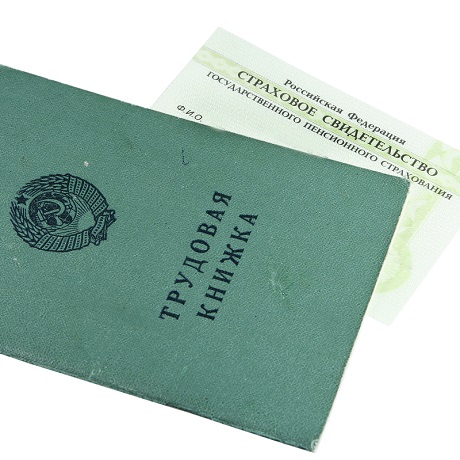 Российская Федерация
СТРАХОВОЕ СВИДЕТЕЛЬСТВО
ГОСУДАРСТВЕННОГО ПЕНСИОННОГО СТРАХОВАНИЯ
Ф.И.О.
ТРУДОВАЯ
КНИЖКА